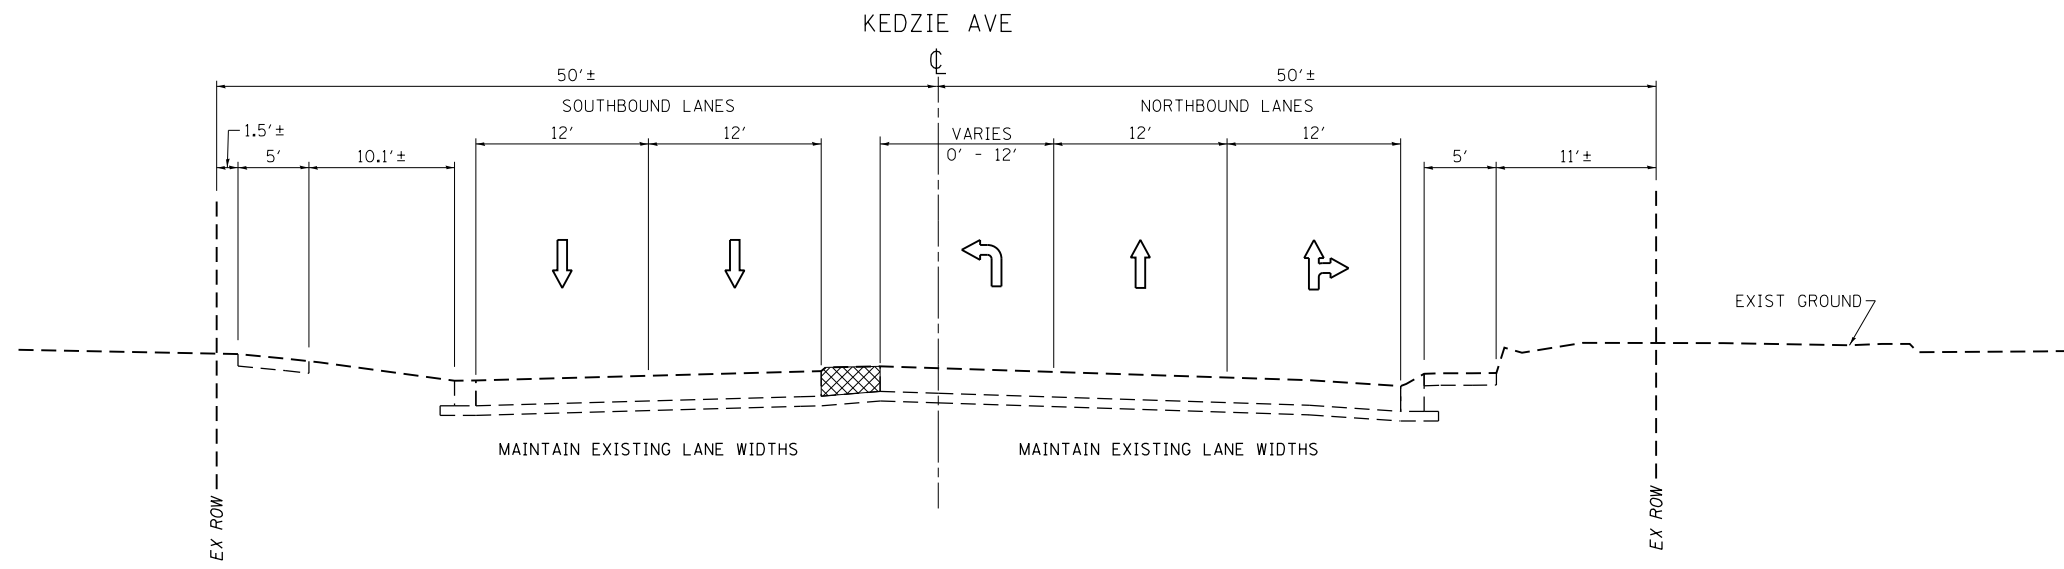 KEDZIE AVE
℄
50'± 50'±
SOUTHBOUND LANES NORTHBOUND LANES
1.5'± 12' 12' VARIES 12' 12'
5' 10.1'± 0' - 12' 5' 11'±
EXIST GROUND
MAINTAIN EXISTING LANE WIDTHS MAINTAIN EXISTING LANE WIDTHS
EX ROW EX ROW